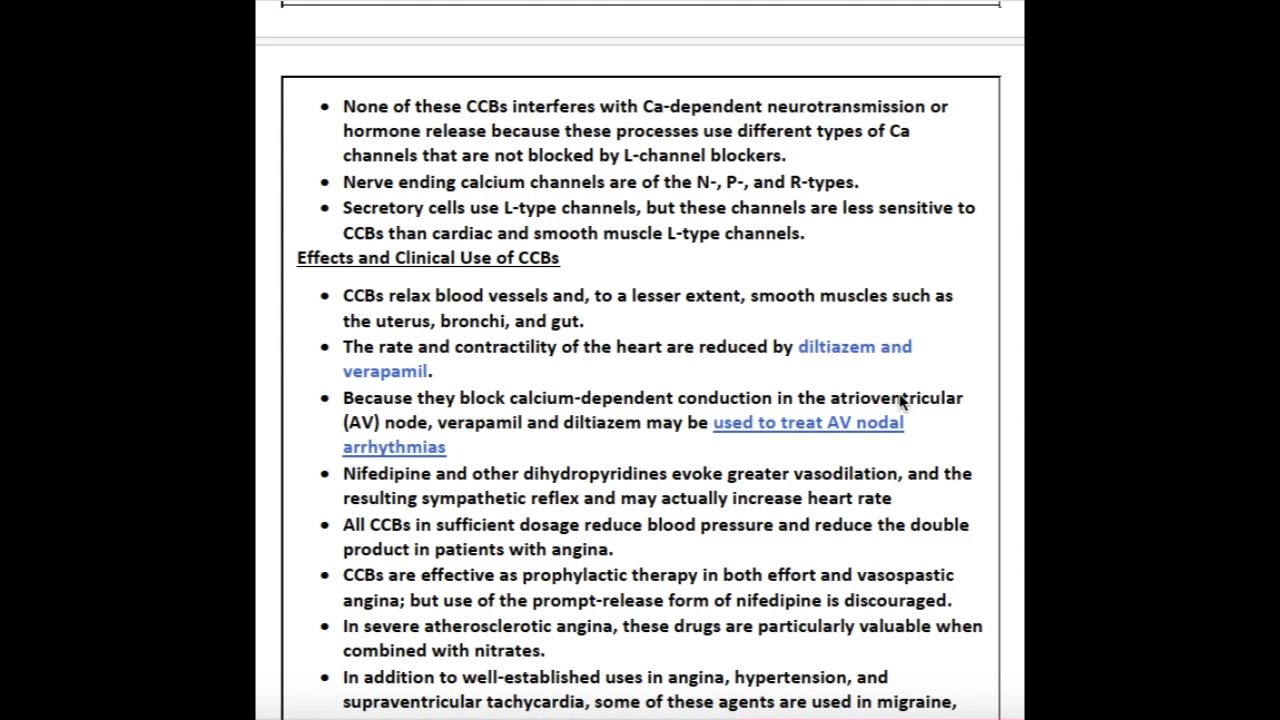 • None of these CCBs interferes with Ca-dependent neurotransmission or
hormone release because these processes use different types of Ca
channels that are not blocked by L-channel blockers.
• Nerve ending calcium channels are of the N-, P-, and R-types.
• Secretory cells use L-type channels, but these channels are less sensitive to
CCBs than cardiac and smooth muscle L-type channels.
Effects and Clinical Use of CCBs
• CCBs relax blood vessels and, to a lesser extent, smooth muscles such as
the uterus, bronchi, and gut.
• The rate and contractility of the heart are reduced by diltiazem and
verapamil.
• Because they block calcium-dependent conduction in the atrioventricular
(AV) node, verapamil and diltiazem may be used to treat AV nodal
arrhythmias
• Nifedipine and other dihydropyridines evoke greater vasodilation, and the
resulting sympathetic reflex and may actually increase heart rate
• All CCBs in sufficient dosage reduce blood pressure and reduce the double
product in patients with angina.
• CCBs are effective as prophylactic therapy in both effort and vasospastic
angina; but use of the prompt-release form of nifedipine is discouraged.
• In severe atherosclerotic angina, these drugs are particularly valuable when
combined with nitrates.
• In addition to well-established uses in angina, hypertension, and
supraventricular tachycardia, some of these agents are used in migraine,